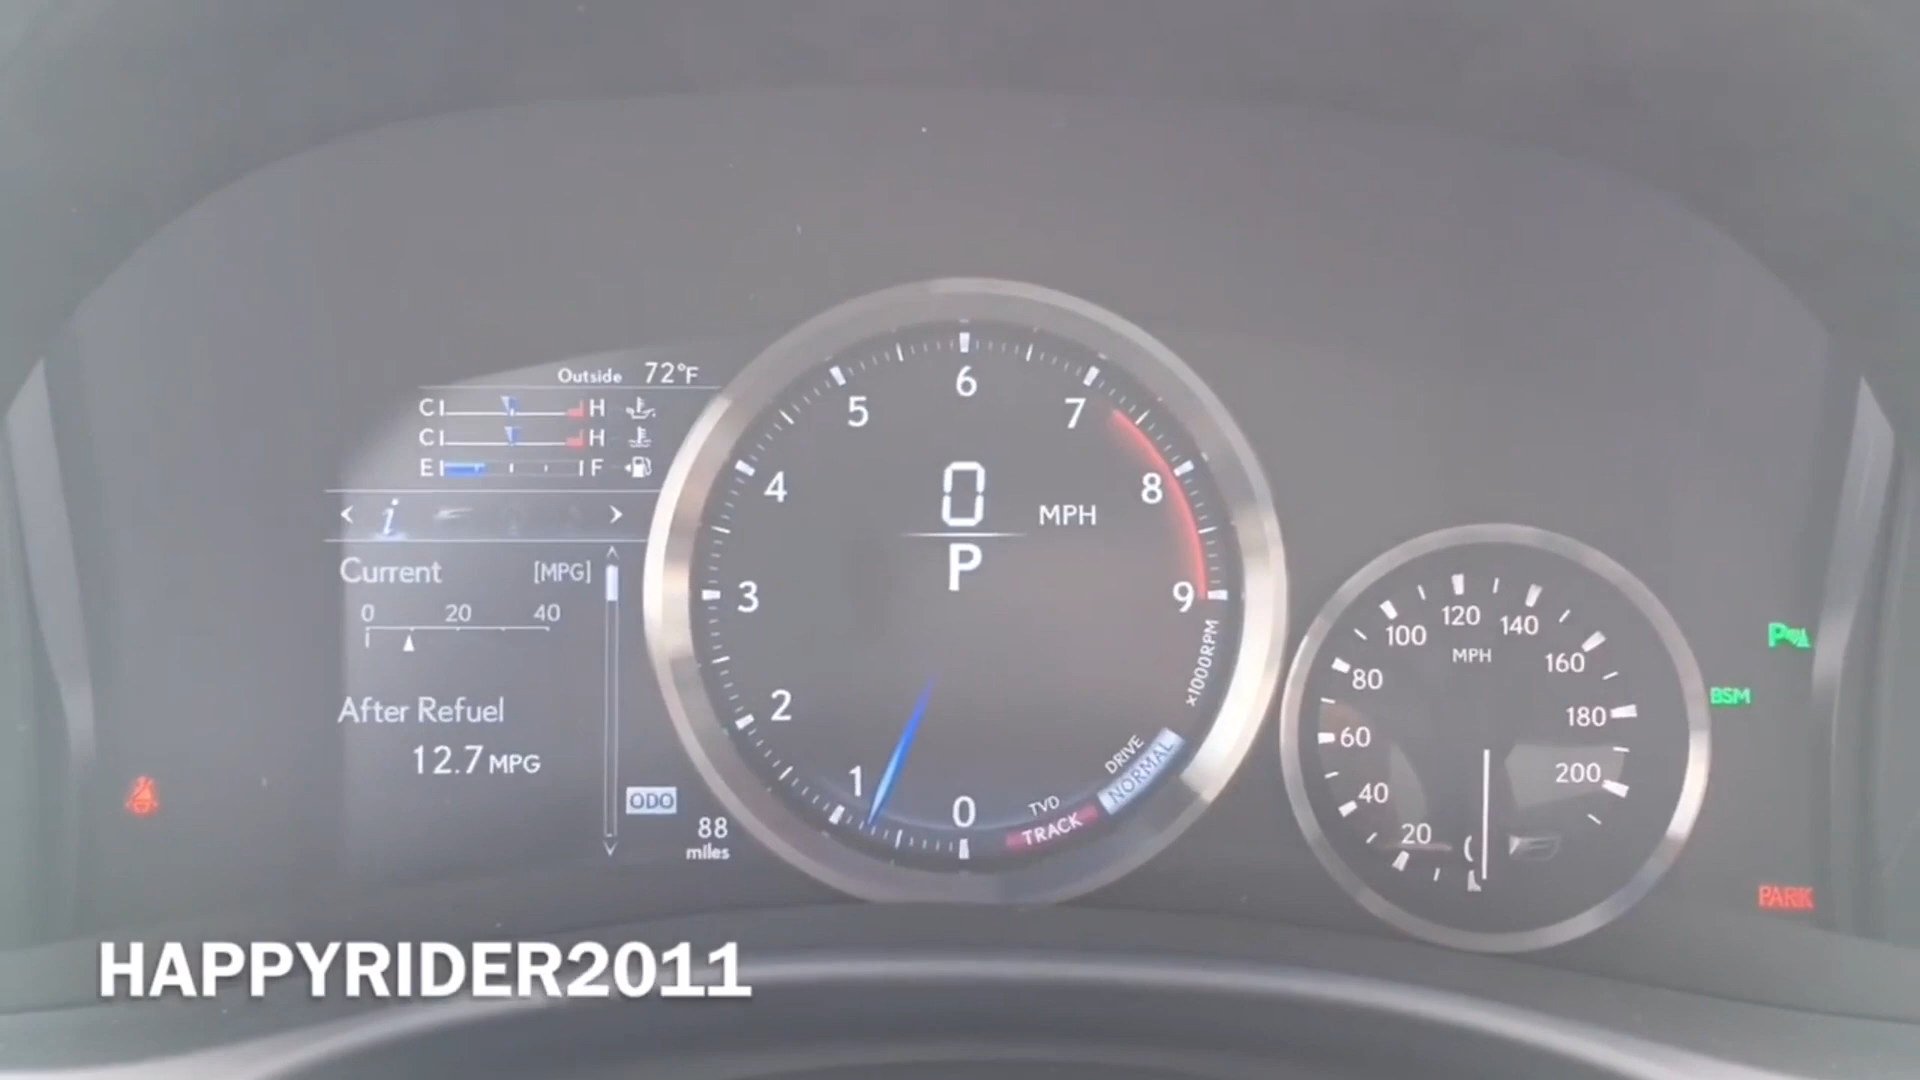 Outside 72°F
C H
C H
E F
< i >
Current [MPG]
0 20 40
After Refuel
12.7 MPG
ODO
88
miles
0 1 2 3 4 5 6 7 8 9
x1000RPM
0 MPH
P
DRIVE
NORMAL
TVD
TRACK
20 40 60 80 100 120 140 160 180 200
MPH
P
BSM
PARK
HAPPYRIDER2011